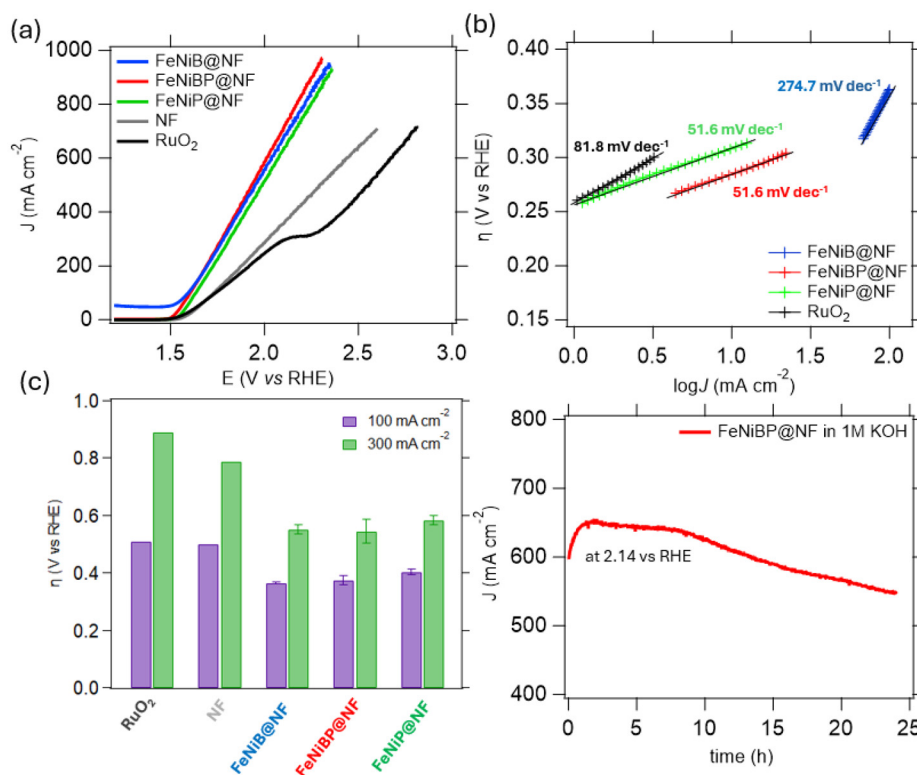 (a)
1000
800
600
400
200
0
J (mA cm⁻²)
FeNiB@NF
FeNiBP@NF
FeNiP@NF
NF
RuO₂
1.5
2.0
2.5
3.0
E (V vs RHE)
(b)
0.40
0.35
0.30
0.25
0.20
0.15
η (V vs RHE)
274.7 mV dec⁻¹
51.6 mV dec⁻¹
81.8 mV dec⁻¹
51.6 mV dec⁻¹
FeNiB@NF
FeNiBP@NF
FeNiP@NF
RuO₂
0.0
0.5
1.0
1.5
2.0
logJ (mA cm⁻²)
(c)
1.0
0.8
0.6
0.4
0.2
0.0
η (V vs RHE)
100 mA cm⁻²
300 mA cm⁻²
RuO₂
NF
FeNiB@NF
FeNiBP@NF
FeNiP@NF
800
700
600
500
400
J (mA cm⁻²)
FeNiBP@NF in 1M KOH
at 2.14 vs RHE
0
5
10
15
20
25
time (h)